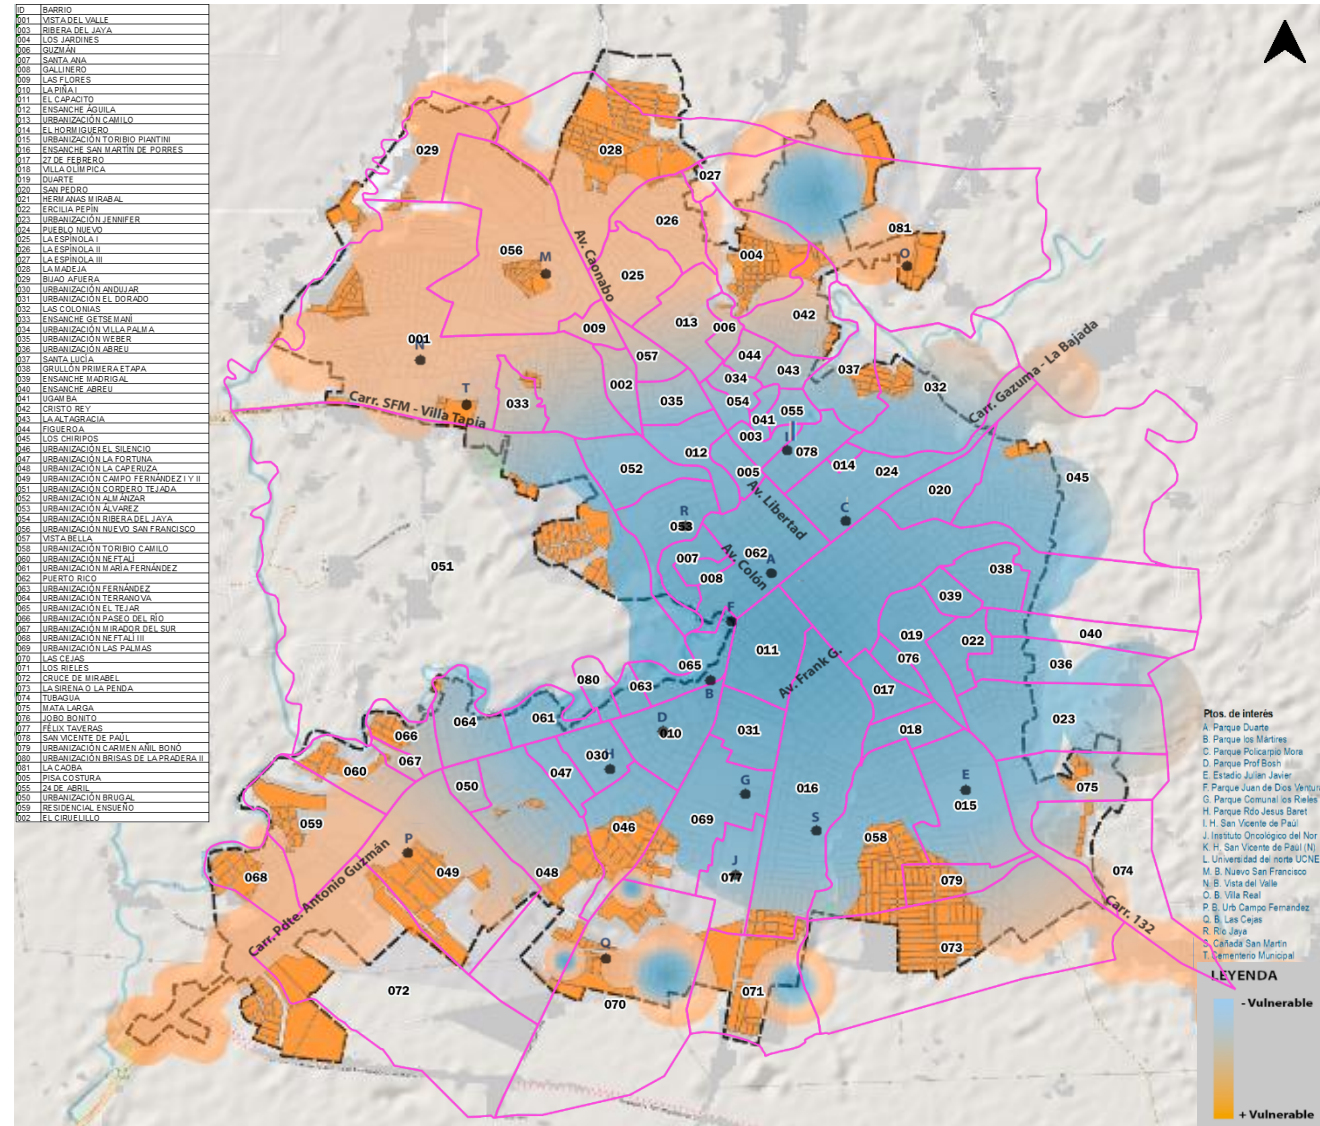 ID BARRIO
001 VISTA DEL VALLE
003 RIBERA DEL JAYA
004 LOS JARDINES
006 GUZMÁN
007 SANTA ANA
008 GALLINERO
009 LAS FLORES
010 LA PIÑA I
011 EL CAPACITO
012 ENSANCHE ÁGUILA
013 URBANIZACIÓN CAMILO
014 EL HORMIGUERO
015 URBANIZACIÓN TORIBIO PIANTINI
016 ENSANCHE SAN MARTÍN DE PORRES
017 27 DE FEBRERO
018 VILLA OLÍMPICA
019 DUARTE
020 SAN PEDRO
021 HERMANAS MIRABAL
022 ERCILIA PEPÍN
023 URBANIZACIÓN JENNIFER
024 PUEBLO NUEVO
025 LA ESPÍNOLA I
026 LA ESPÍNOLA II
027 LA ESPÍNOLA III
028 LA MADEJA
029 BIJAO AFUERA
030 URBANIZACIÓN ANDUJAR
031 URBANIZACIÓN EL DORADO
032 LAS COLONIAS
033 ENSANCHE GETSEMANÍ
034 URBANIZACIÓN VILLA PALMA
035 URBANIZACIÓN WEBER
036 URBANIZACIÓN ABREU
037 SANTA LUCÍA
038 GRULLÓN PRIMERA ETAPA
039 ENSANCHE MADRIGAL
040 ENSANCHE ABREU
041 UGAMBA
042 CRISTO REY
043 LA ALTAGRACIA
044 FIGUEROA
045 LOS CHIRIPOS
046 URBANIZACIÓN EL SILENCIO
047 URBANIZACIÓN LA FORTUNA
048 URBANIZACIÓN LA CAPERUZA
049 URBANIZACIÓN CAMPO FERNÁNDEZ I Y II
051 URBANIZACIÓN CORDERO TEJADA
052 URBANIZACIÓN ALMÁNZAR
053 URBANIZACIÓN ÁLVAREZ
054 URBANIZACIÓN RIBERA DEL JAYA
056 URBANIZACIÓN NUEVO SAN FRANCISCO
057 VISTA BELLA
058 URBANIZACIÓN TORIBIO CAMILO
060 URBANIZACIÓN NEFTALÍ
061 URBANIZACIÓN MARÍA FERNÁNDEZ
062 PUERTO RICO
063 URBANIZACIÓN FERNÁNDEZ
064 URBANIZACIÓN TERRANOVA
065 URBANIZACIÓN EL TEJAR
066 URBANIZACIÓN PASEO DEL RÍO
067 URBANIZACIÓN MIRADOR DEL SUR
068 URBANIZACIÓN NEFTALÍ III
069 URBANIZACIÓN LAS PALMAS
070 LAS CEJAS
071 LOS RIELES
072 CRUCE DE MIRABEL
073 LA SIRENA O LA PENDA
074 TUBAGUA
075 MATA LARGA
076 JOBO BONITO
077 FÉLIX TAVERAS
078 SAN VICENTE DE PAÚL
079 URBANIZACIÓN CARMEN AÑIL BONÓ
080 URBANIZACIÓN BRISAS DE LA PRADERA II
081 LA CAOBA
005 PISA COSTURA
055 24 DE ABRIL
050 URBANIZACIÓN BRUGAL
059 RESIDENCIAL ENSUEÑO
002 EL CIRUELILLO
029
028
027
026
056
M
Av. Caonabo
025
004
081
O
042
013
006
009
001
N
057
044
043
037
032
Carr. Gazuma - La Bajada
T
Carr. SFM - Villa Tapia
033
002
035
034
054
041
055
003
I
078
012
052
005
014
024
020
045
Av. Libertad
R
053
C
051
007
062
A
008
Av. Colón
038
039
F
019
022
040
011
065
076
036
Av. Frank G.
080
063
B
017
064
061
D
010
031
018
023
066
067
060
030
H
047
050
G
016
E
015
075
059
069
S
046
058
P
J
077
068
049
048
079
074
Carr. Pdte. Antonio Guzmán
Carr. 132
Q
073
072
070
071
Ptos. de interés
A. Parque Duarte
B. Parque los Mártires
C. Parque Policarpio Mora
D. Parque Prof Bosh
E. Estadio Julian Javier
F. Parque Juan de Dios Ventura
G. Parque Comunal los Rieles
H. Parque Rdo Jesus Baret
I. H. San Vicente de Paúl
J. Instituto Oncológico del Nor
K. H. San Vicente de Paúl (N)
L. Universidad del norte UCNE
M. B. Nuevo San Francisco
N. B. Vista del Valle
O. B. Villa Real
P. B. Urb Campo Fernández
Q. B. Las Cejas
R. Río Jaya
S. Cañada San Martín
T. Cementerio Municipal
LEYENDA
- Vulnerable
+ Vulnerable